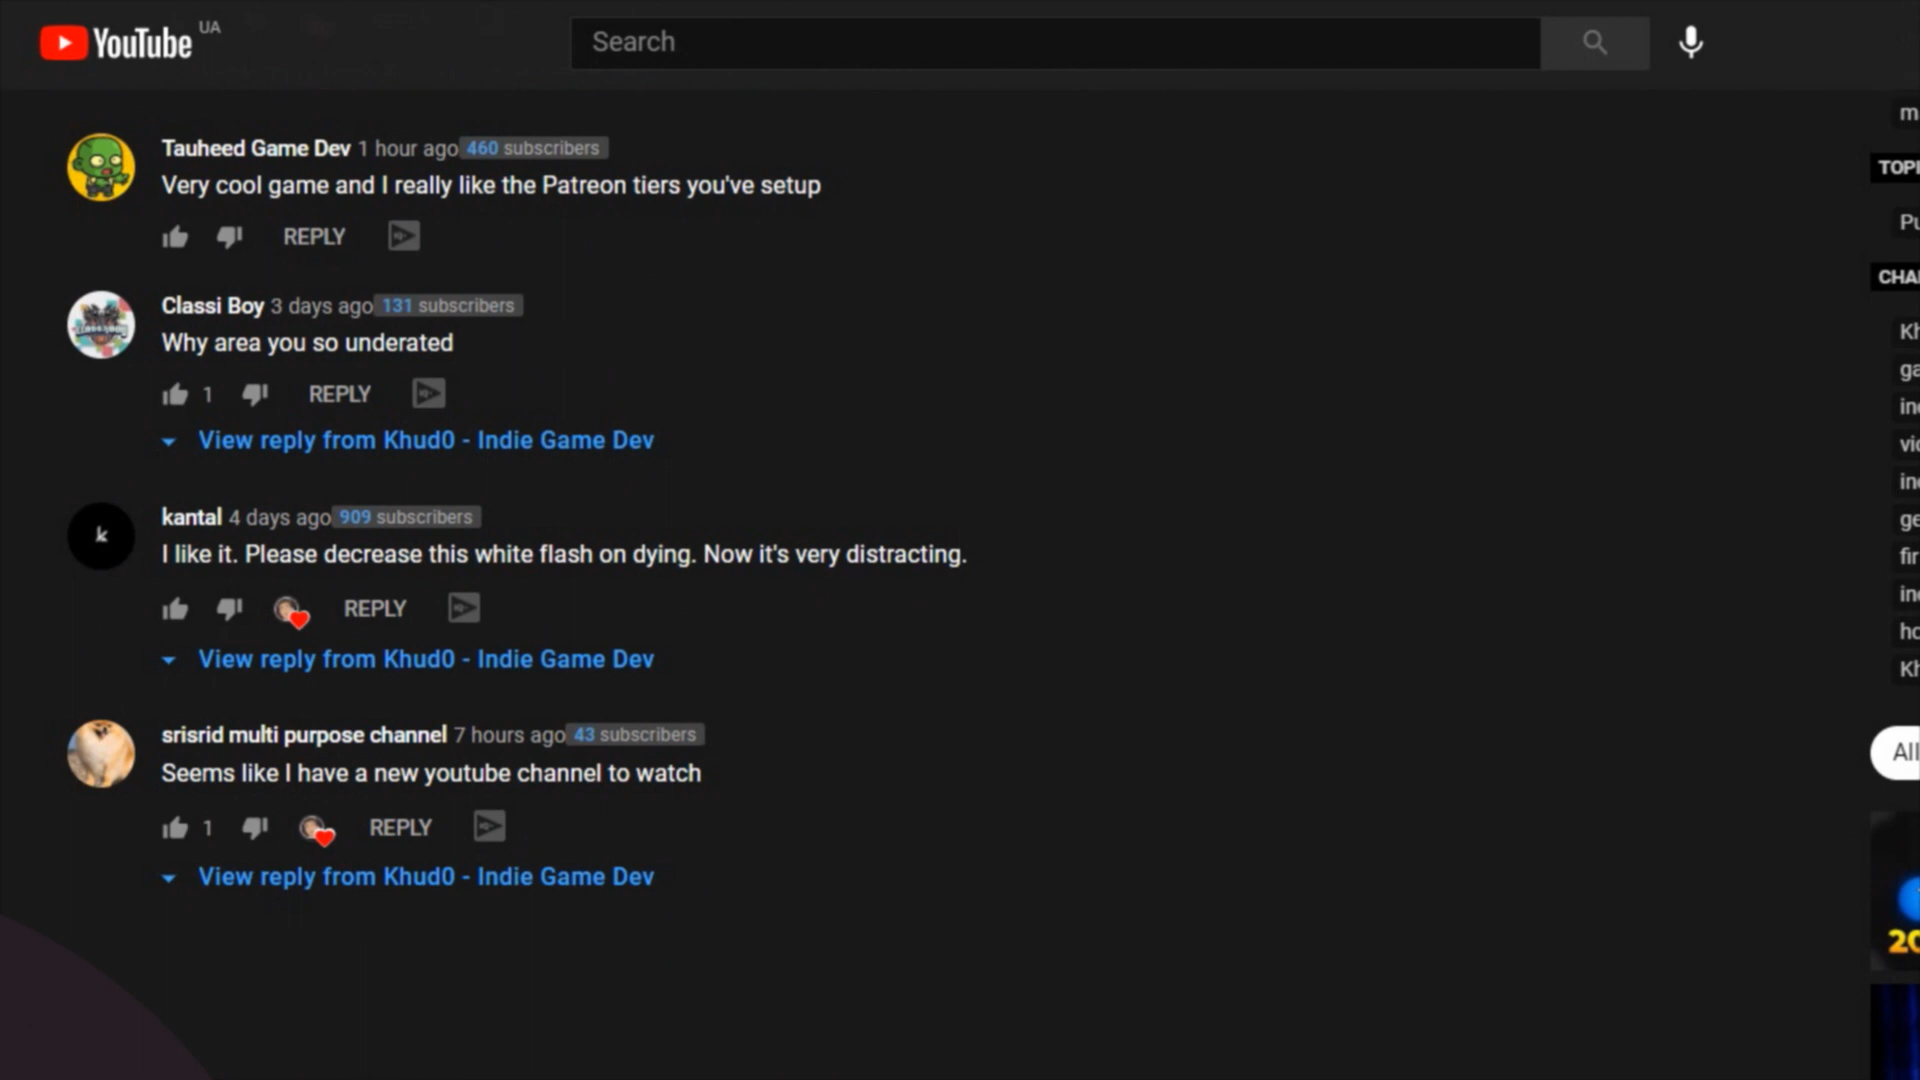 YouTube UA
Search
Tauheed Game Dev 1 hour ago 460 subscribers
Very cool game and I really like the Patreon tiers you've setup
REPLY
Classi Boy 3 days ago 131 subscribers
Why area you so underated
1 REPLY
View reply from Khud0 - Indie Game Dev
k
kantal 4 days ago 909 subscribers
I like it. Please decrease this white flash on dying. Now it's very distracting.
REPLY
View reply from Khud0 - Indie Game Dev
srisrid multi purpose channel 7 hours ago 43 subscribers
Seems like I have a new youtube channel to watch
1 REPLY
View reply from Khud0 - Indie Game Dev
All
20